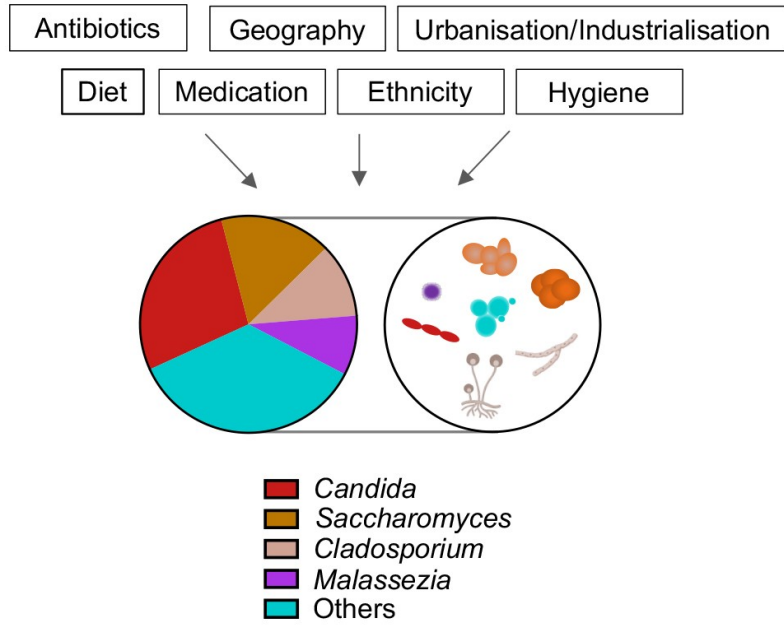 Antibiotics Geography Urbanisation/Industrialisation
Diet Medication Ethnicity Hygiene
Candida
Saccharomyces
Cladosporium
Malassezia
Others